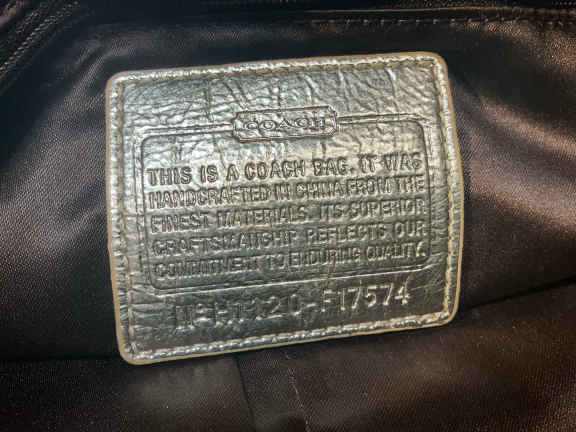 COACH
THIS IS A COACH BAG. IT WAS
HANDCRAFTED IN CHINA FROM THE
FINEST MATERIALS. ITS SUPERIOR
CRAFTSMANSHIP REFLECTS OUR
COMMITMENT TO ENDURING QUALITY.
-F17574